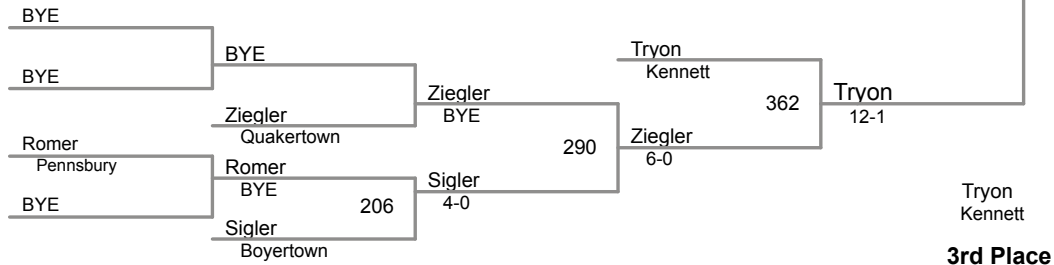 BYE
BYE
BYE
Ziegler
Quakertown
Romer
Pennsbury
BYE
Romer
BYE
206
Sigler
Boyertown
Ziegler
BYE
290
Sigler
4-0
Tryon
Kennett
362
Ziegler
6-0
Tryon
12-1
Tryon
Kennett
3rd Place